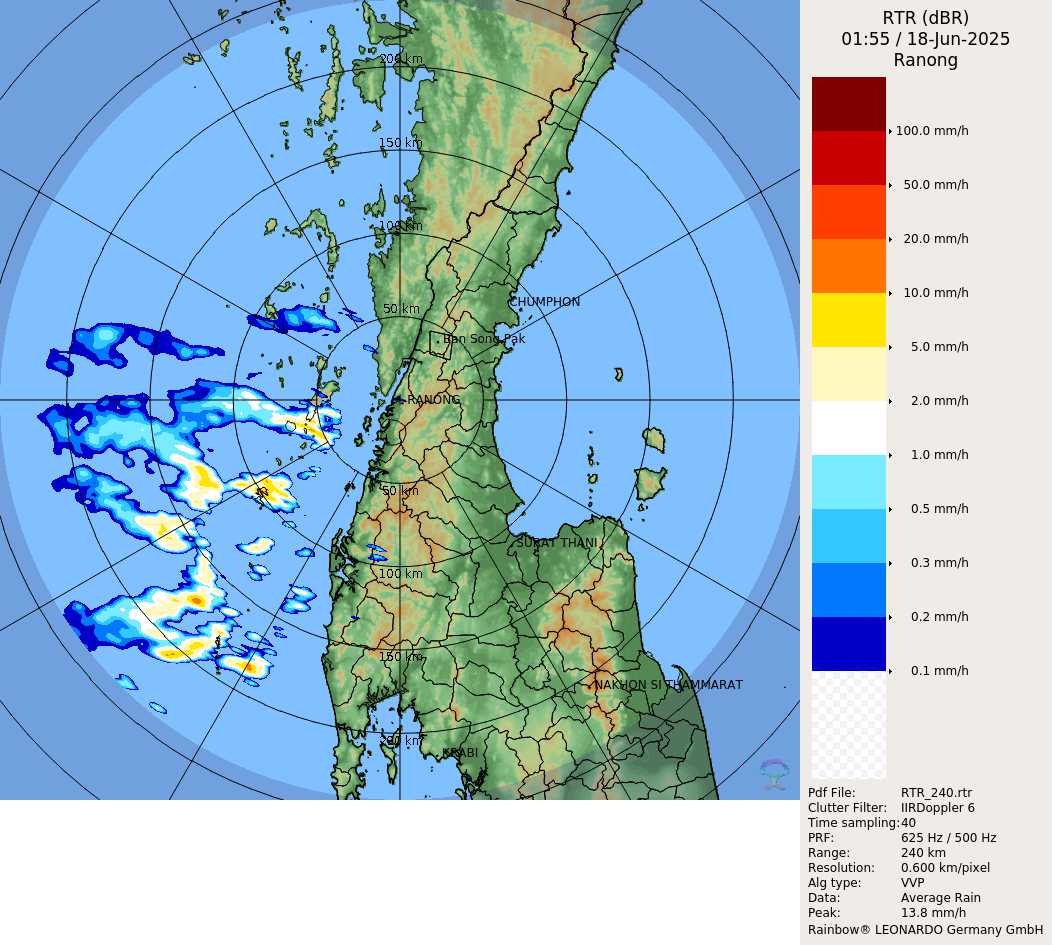 RTR (dBR)
01:55 / 18-Jun-2025
Ranong
200 km
150 km
100 km
50 km
CHUMPHON
Ban Song Pak
RANONG
50 km
SURAT THANI
100 km
150 km
NAKHON SI THAMMARAT
200 km
KRABI
100.0 mm/h
50.0 mm/h
20.0 mm/h
10.0 mm/h
5.0 mm/h
2.0 mm/h
1.0 mm/h
0.5 mm/h
0.3 mm/h
0.2 mm/h
0.1 mm/h
Pdf File: RTR_240.rtr
Clutter Filter: IIRDoppler 6
Time sampling: 40
PRF: 625 Hz / 500 Hz
Range: 240 km
Resolution: 0.600 km/pixel
Alg type: VVP
Data: Average Rain
Peak: 13.8 mm/h
Rainbow® LEONARDO Germany GmbH